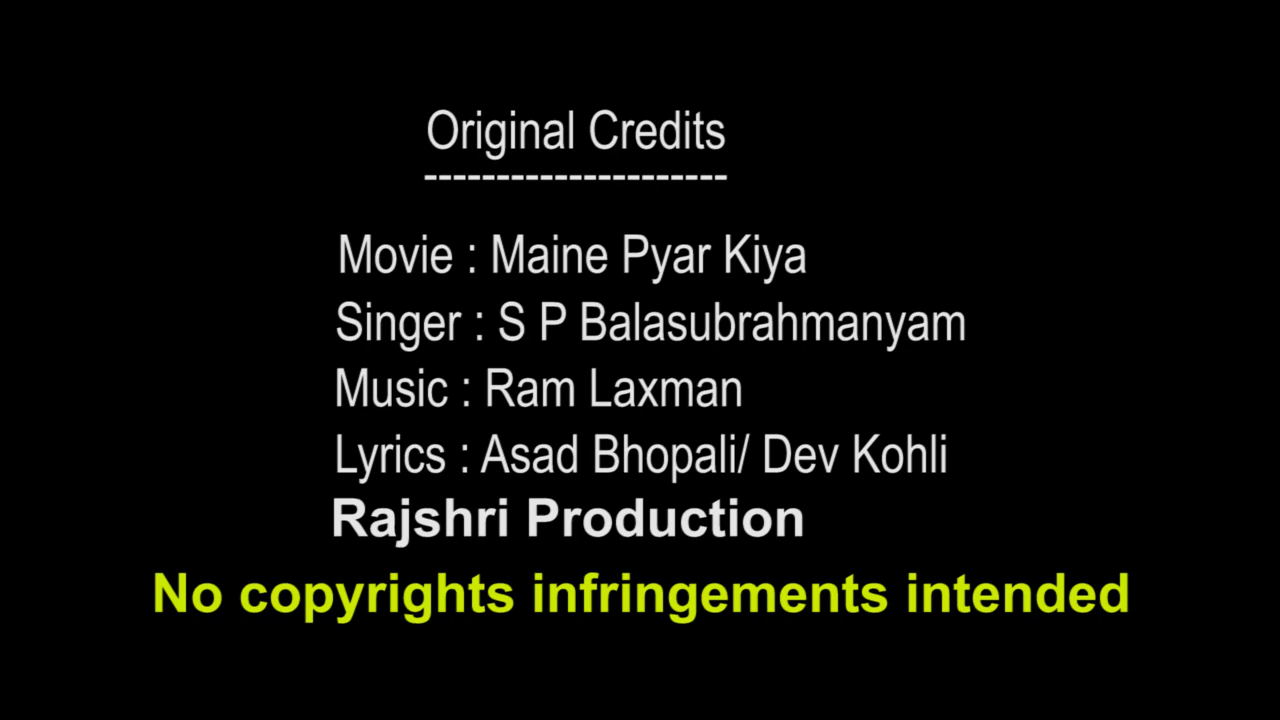 Original Credits
---------------------
Movie : Maine Pyar Kiya
Singer : S P Balasubrahmanyam
Music : Ram Laxman
Lyrics : Asad Bhopali/ Dev Kohli
Rajshri Production
No copyrights infringements intended